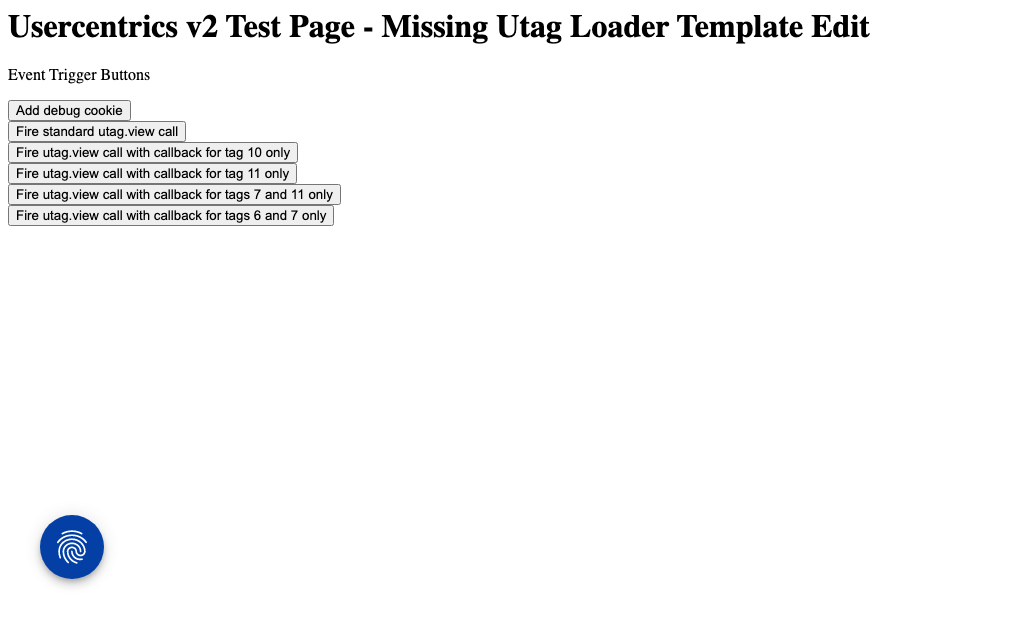 Usercentrics v2 Test Page - Missing Utag Loader Template Edit
Event Trigger Buttons
Add debug cookie
Fire standard utag.view call
Fire utag.view call with callback for tag 10 only
Fire utag.view call with callback for tag 11 only
Fire utag.view call with callback for tags 7 and 11 only
Fire utag.view call with callback for tags 6 and 7 only